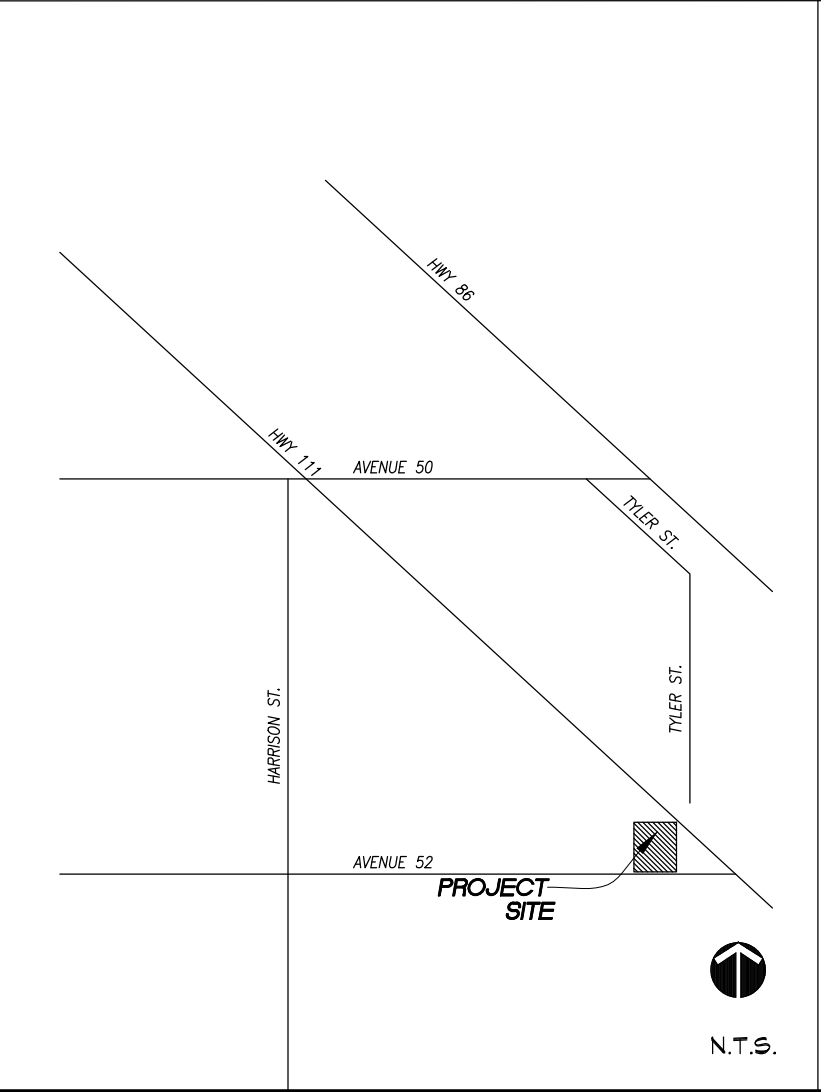 HWY 86
HWY 111
AVENUE 50
TYLER ST.
TYLER ST.
HARRISON ST.
AVENUE 52
PROJECT
SITE
N.T.S.